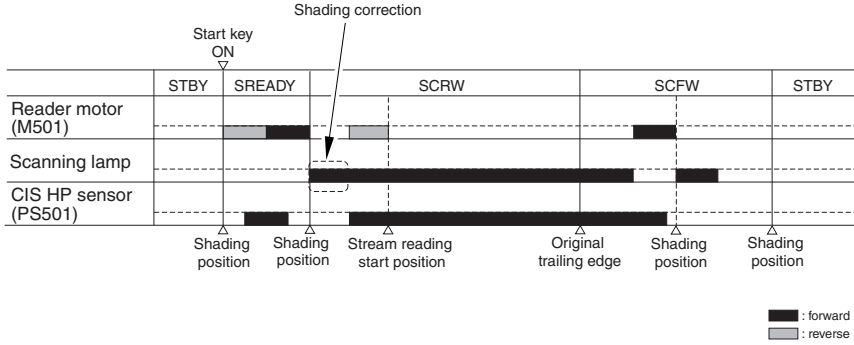 Shading correction
Start key
ON
STBY SREADY SCRW SCFW STBY
Reader motor
(M501)
Scanning lamp
CIS HP sensor
(PS501)
Shading
position
Shading
position
Stream reading
start position
Original
trailing edge
Shading
position
Shading
position
: forward
: reverse